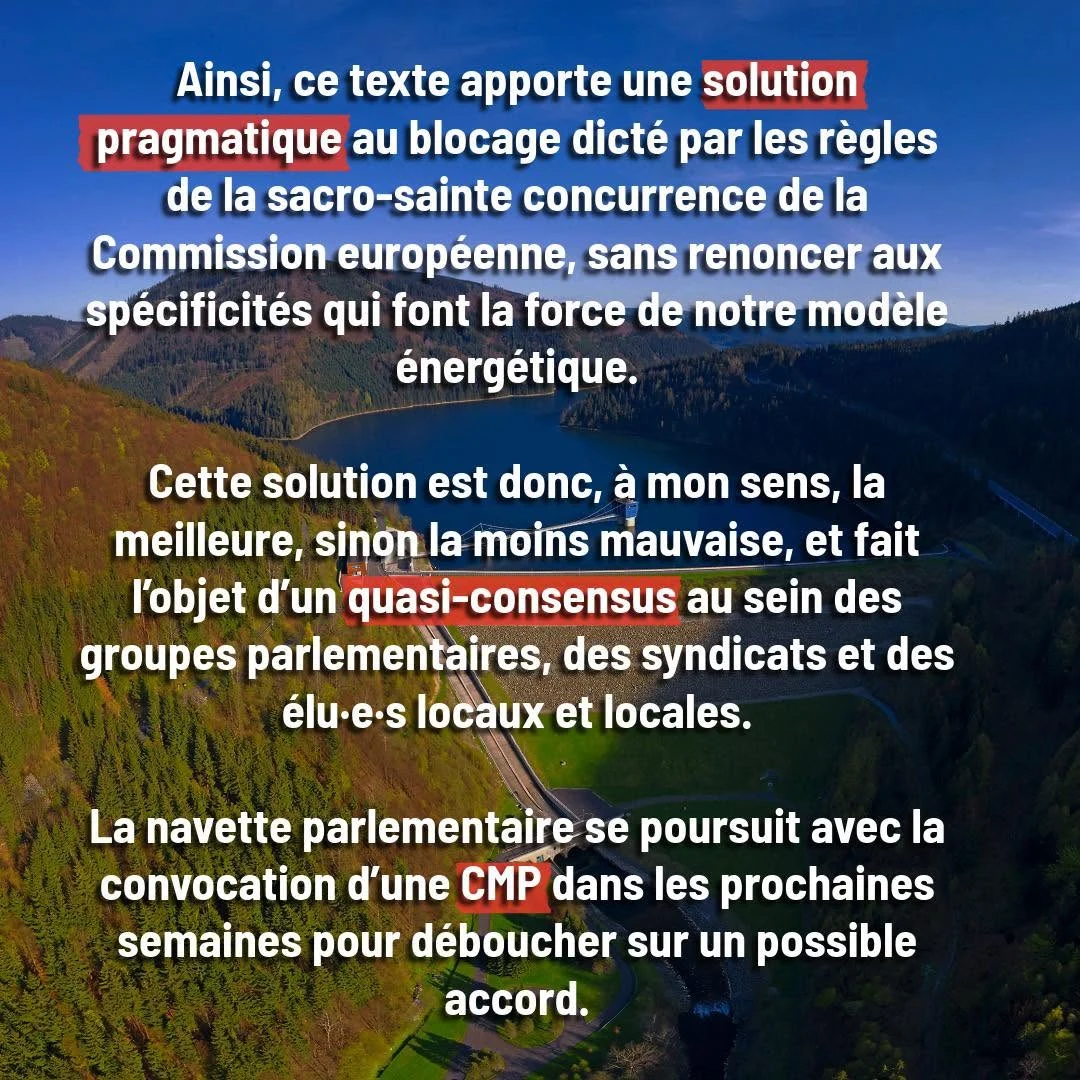 Ainsi, ce texte apporte une solution
pragmatique au blocage dicté par les règles
de la sacro-sainte concurrence de la
Commission européenne, sans renoncer aux
spécificités qui font la force de notre modèle
énergétique.
Cette solution est donc, à mon sens, la
meilleure, sinon la moins mauvaise, et fait
l’objet d’un quasi-consensus au sein des
groupes parlementaires, des syndicats et des
élu·e·s locaux et locales.
La navette parlementaire se poursuit avec la
convocation d’une CMP dans les prochaines
semaines pour déboucher sur un possible
accord.